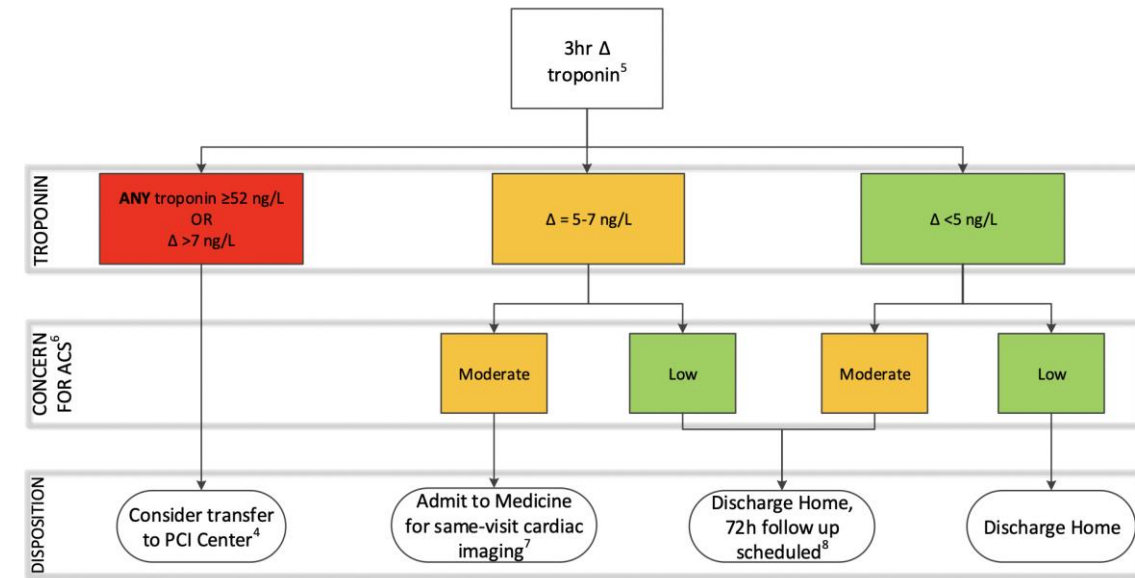 3hr Δ
troponin⁵
TROPONIN
ANY troponin ≥52 ng/L
OR
Δ >7 ng/L
Δ = 5-7 ng/L
Δ <5 ng/L
CONCERN
FOR ACS⁶
Moderate
Low
Moderate
Low
DISPOSITION
Consider transfer
to PCI Center⁴
Admit to Medicine
for same-visit cardiac
imaging⁷
Discharge Home,
72h follow up
scheduled⁸
Discharge Home